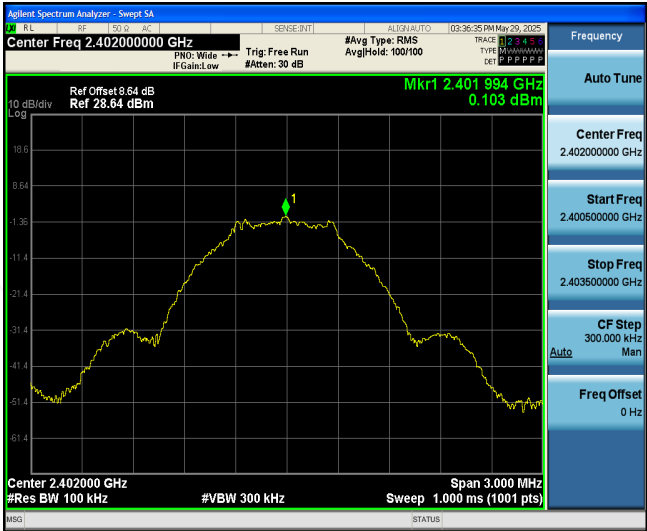 Agilent Spectrum Analyzer - Swept SA
LXI RL RF 50 Ω AC SENSE:INT ALIGN AUTO 03:36:35 PM May 29, 2025
Center Freq 2.402000000 GHz
PNO: Wide
IFGain:Low
Trig: Free Run
#Atten: 30 dB
#Avg Type: RMS
Avg|Hold: 100/100
TRACE 1 2 3 4 5 6
TYPE M
DET P P P P P P
Ref Offset 8.64 dB
Ref 28.64 dBm
10 dB/div
Log
Mkr1 2.401 994 GHz
0.103 dBm
18.6
8.64
-1.36
-11.4
-21.4
-31.4
-41.4
-51.4
-61.4
1
Center 2.402000 GHz
#Res BW 100 kHz
#VBW 300 kHz
Span 3.000 MHz
Sweep 1.000 ms (1001 pts)
MSG
STATUS
Frequency
Auto Tune
Center Freq
2.402000000 GHz
Start Freq
2.400500000 GHz
Stop Freq
2.403500000 GHz
CF Step
300.000 kHz
Auto Man
Freq Offset
0 Hz